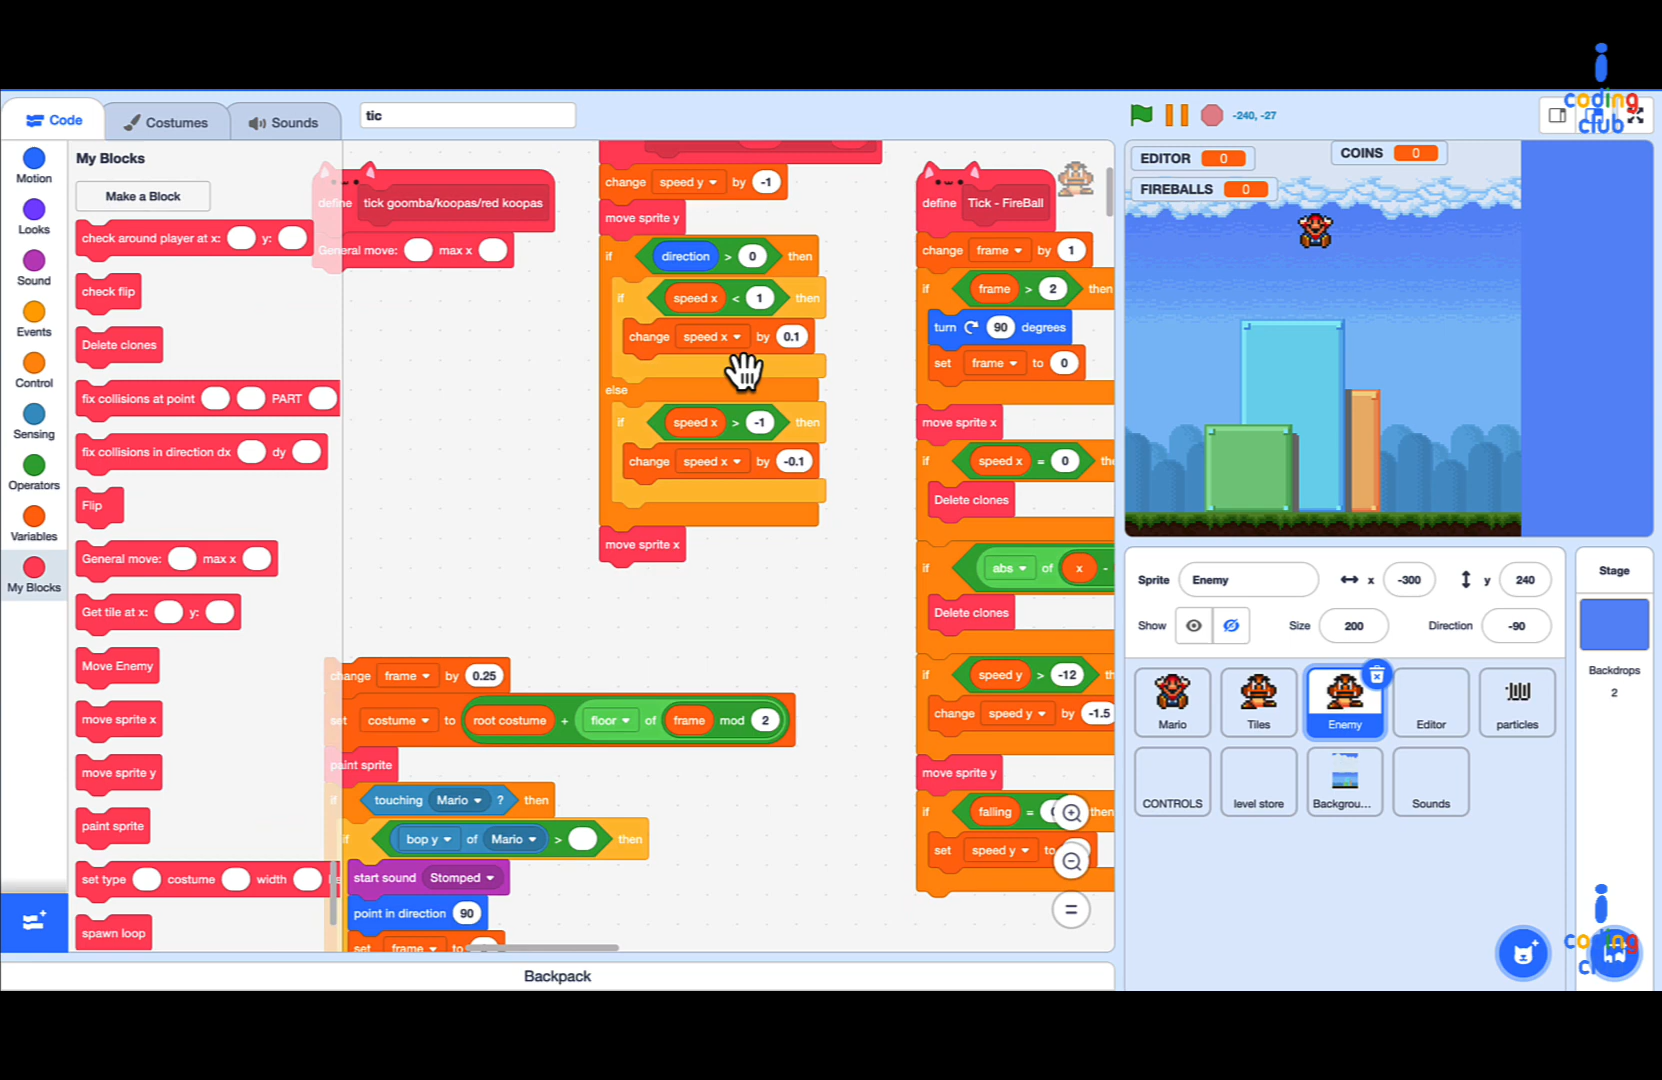 i
coding
club
Code
Costumes
Sounds
tic
-240, -27
Motion
Looks
Sound
Events
Control
Sensing
Operators
Variables
My Blocks
My Blocks
Make a Block
check around player at x: y:
check flip
Delete clones
fix collisions at point PART
fix collisions in direction dx dy
Flip
General move: max x
Get tile at x: y:
Move Enemy
move sprite x
move sprite y
paint sprite
set type costume width
spawn loop
define tick goomba/koopas/red koopas
General move: max x
change speed y by -1
move sprite y
if direction > 0 then
if speed x < 1 then
change speed x by 0.1
else
if speed x > -1 then
change speed x by -0.1
move sprite x
change frame by 0.25
set costume to root costume + floor of frame mod 2
paint sprite
if touching Mario ? then
if bop y of Mario > then
start sound Stomped
point in direction 90
set frame to
define Tick - FireBall
change frame by 1
if frame > 2 then
turn 90 degrees
set frame to 0
move sprite x
if speed x = 0 the
Delete clones
if abs of x -
Delete clones
if speed y > -12 th
change speed y by -1.5
move sprite y
if falling = then
set speed y to
Backpack
EDITOR 0
COINS 0
FIREBALLS 0
Sprite Enemy x -300 y 240
Show Size 200 Direction -90
Mario
Tiles
Enemy
Editor
particles
CONTROLS
level store
Backgrou...
Sounds
Stage
Backdrops
2
i
coding